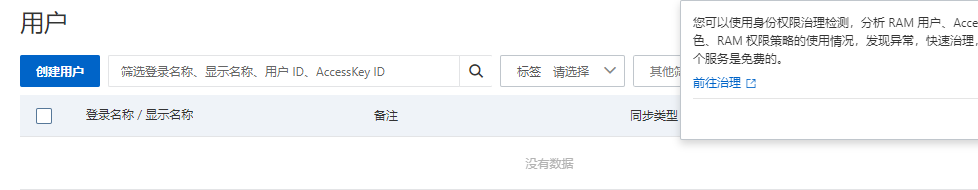 用户
您可以使用身份权限治理检测，分析 RAM 用户、Acce
色、RAM 权限策略的使用情况，发现异常，快速治理，
个服务是免费的。
前往治理
创建用户
筛选登录名称、显示名称、用户 ID、AccessKey ID
标签 请选择
其他筛
登录名称 / 显示名称
备注
同步类型
没有数据